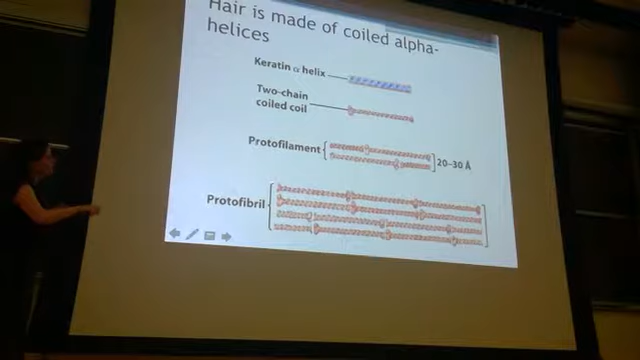 Hair is made of coiled alpha-
helices
Keratin α helix
Two-chain
coiled coil
Protofilament
20–30 Å
Protofibril